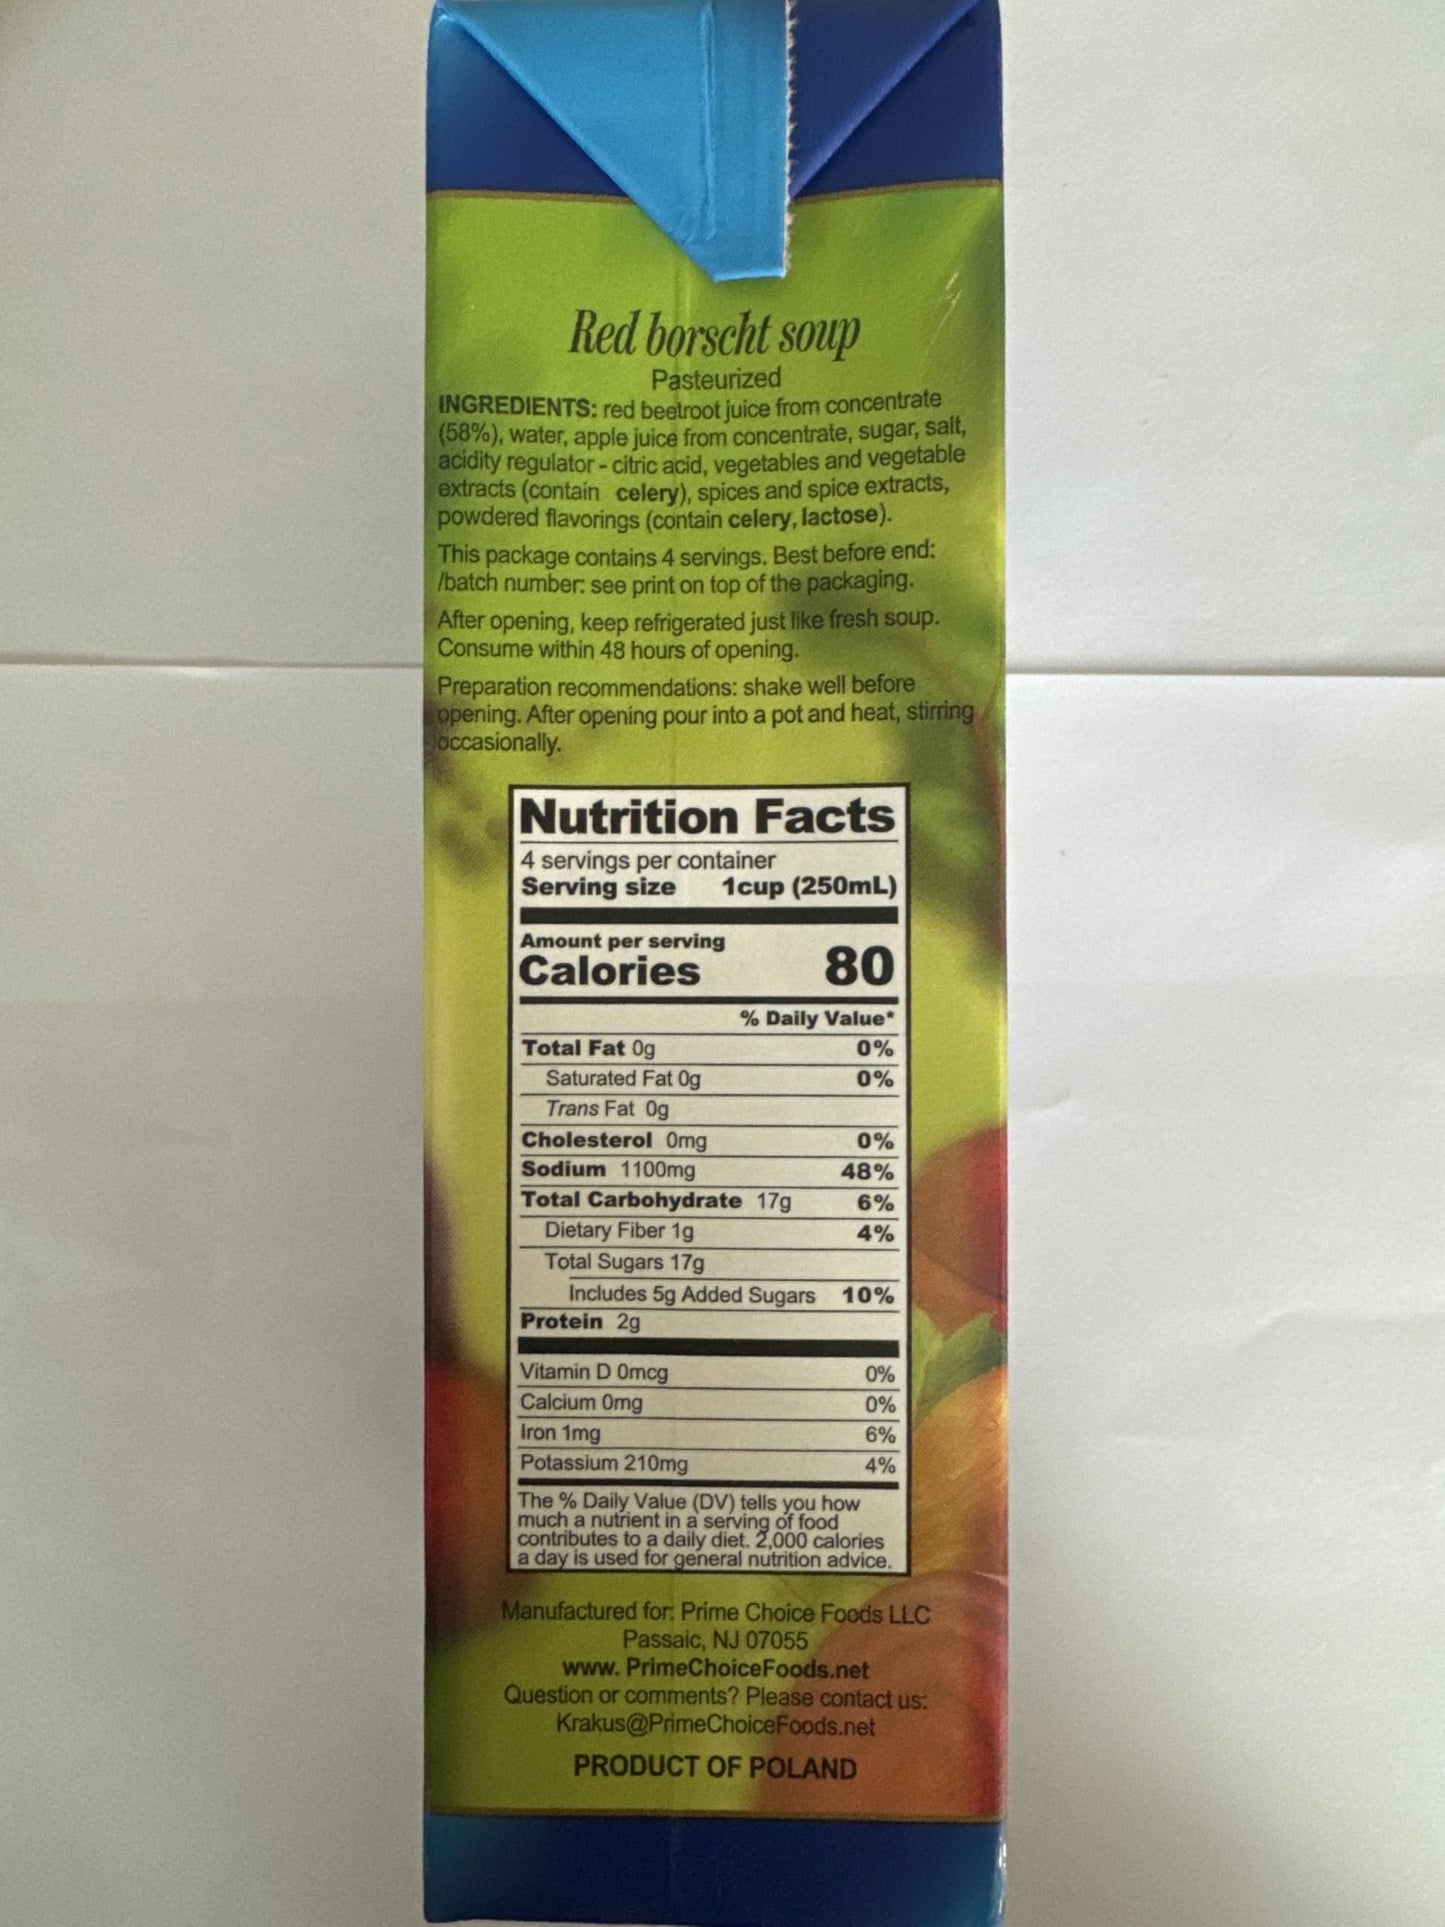 Red borscht soup
Pasteurized
INGREDIENTS: red beetroot juice from concentrate
(58%), water, apple juice from concentrate, sugar, salt,
acidity regulator - citric acid, vegetables and vegetable
extracts (contain celery), spices and spice extracts,
powdered flavorings (contain celery, lactose).
This package contains 4 servings. Best before end:
/batch number: see print on top of the packaging.
After opening, keep refrigerated just like fresh soup.
Consume within 48 hours of opening.
Preparation recommendations: shake well before
opening. After opening pour into a pot and heat, stirring
occasionally.
Nutrition Facts
4 servings per container
Serving size 1cup (250mL)
Amount per serving
Calories 80
% Daily Value*
Total Fat 0g 0%
Saturated Fat 0g 0%
Trans Fat 0g
Cholesterol 0mg 0%
Sodium 1100mg 48%
Total Carbohydrate 17g 6%
Dietary Fiber 1g 4%
Total Sugars 17g
Includes 5g Added Sugars 10%
Protein 2g
Vitamin D 0mcg 0%
Calcium 0mg 0%
Iron 1mg 6%
Potassium 210mg 4%
The % Daily Value (DV) tells you how
much a nutrient in a serving of food
contributes to a daily diet. 2,000 calories
a day is used for general nutrition advice.
Manufactured for: Prime Choice Foods LLC
Passaic, NJ 07055
www. PrimeChoiceFoods.net
Question or comments? Please contact us:
Krakus@PrimeChoiceFoods.net
PRODUCT OF POLAND